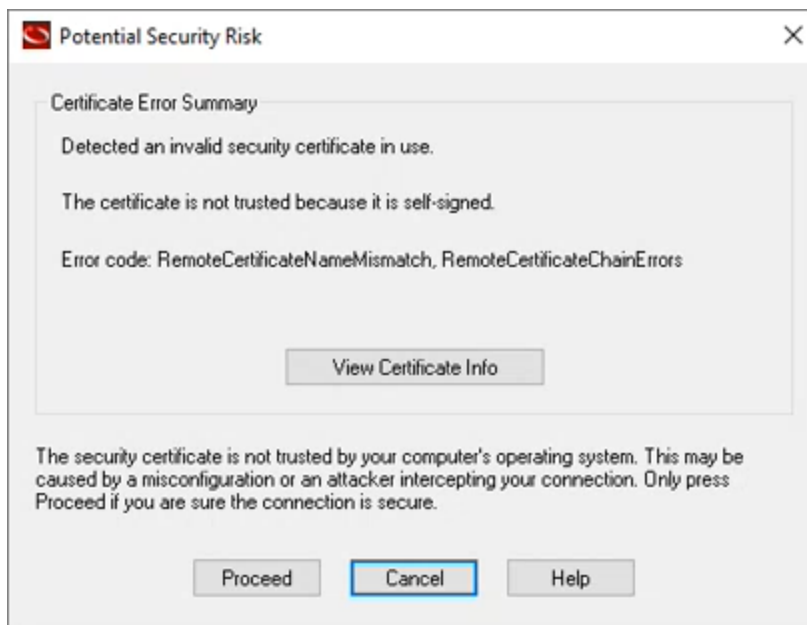 Potential Security Risk
Certificate Error Summary
Detected an invalid security certificate in use.
The certificate is not trusted because it is self-signed.
Error code: RemoteCertificateNameMismatch, RemoteCertificateChainErrors
View Certificate Info
The security certificate is not trusted by your computer's operating system. This may be
caused by a misconfiguration or an attacker intercepting your connection. Only press
Proceed if you are sure the connection is secure.
Proceed Cancel Help